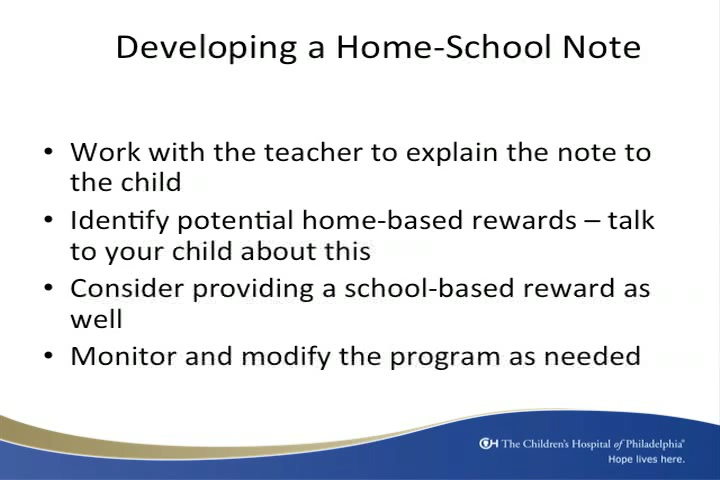 Developing a Home-School Note
• Work with the teacher to explain the note to
the child
• Identify potential home-based rewards – talk
to your child about this
• Consider providing a school-based reward as
well
• Monitor and modify the program as needed
The Children's Hospital of Philadelphia®
Hope lives here.